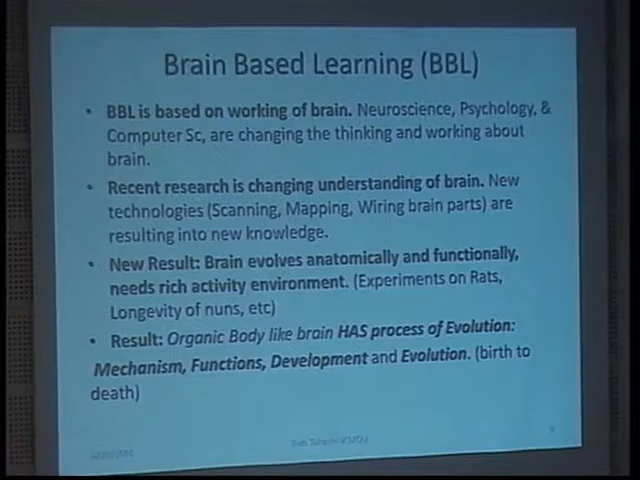 Brain Based Learning (BBL)
• BBL is based on working of brain. Neuroscience, Psychology, &
Computer Sc, are changing the thinking and working about
brain.
• Recent research is changing understanding of brain. New
technologies (Scanning, Mapping, Wiring brain parts) are
resulting into new knowledge.
• New Result: Brain evolves anatomically and functionally,
needs rich activity environment. (Experiments on Rats,
Longevity of nuns, etc)
• Result: Organic Body like brain HAS process of Evolution:
Mechanism, Functions, Development and Evolution. (birth to
death)